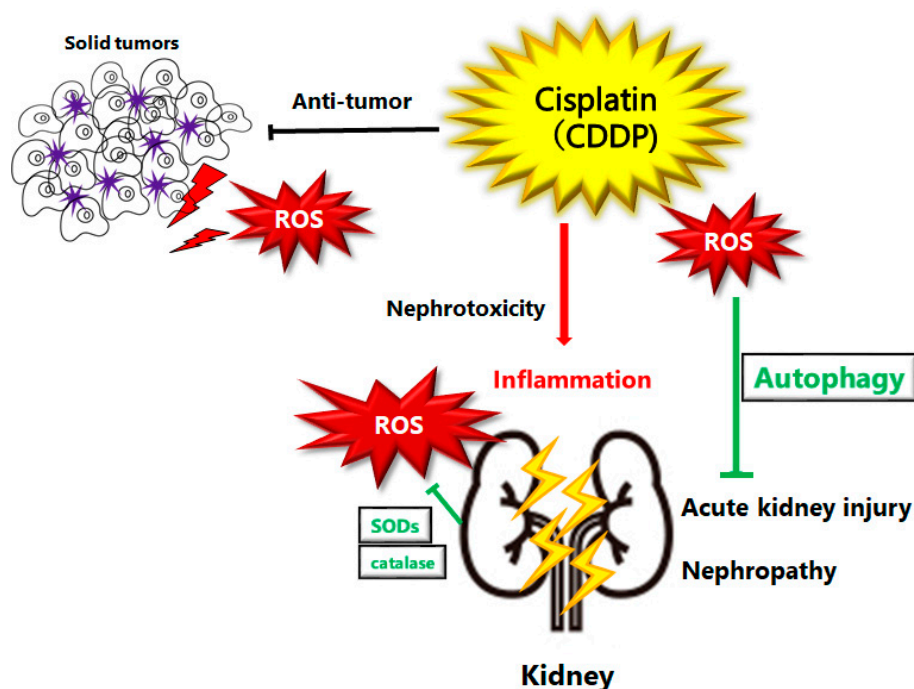 Solid tumors
Anti-tumor
Cisplatin
（CDDP)
ROS
ROS
Nephrotoxicity
Inflammation
Autophagy
ROS
SODs
catalase
Acute kidney injury
Nephropathy
Kidney